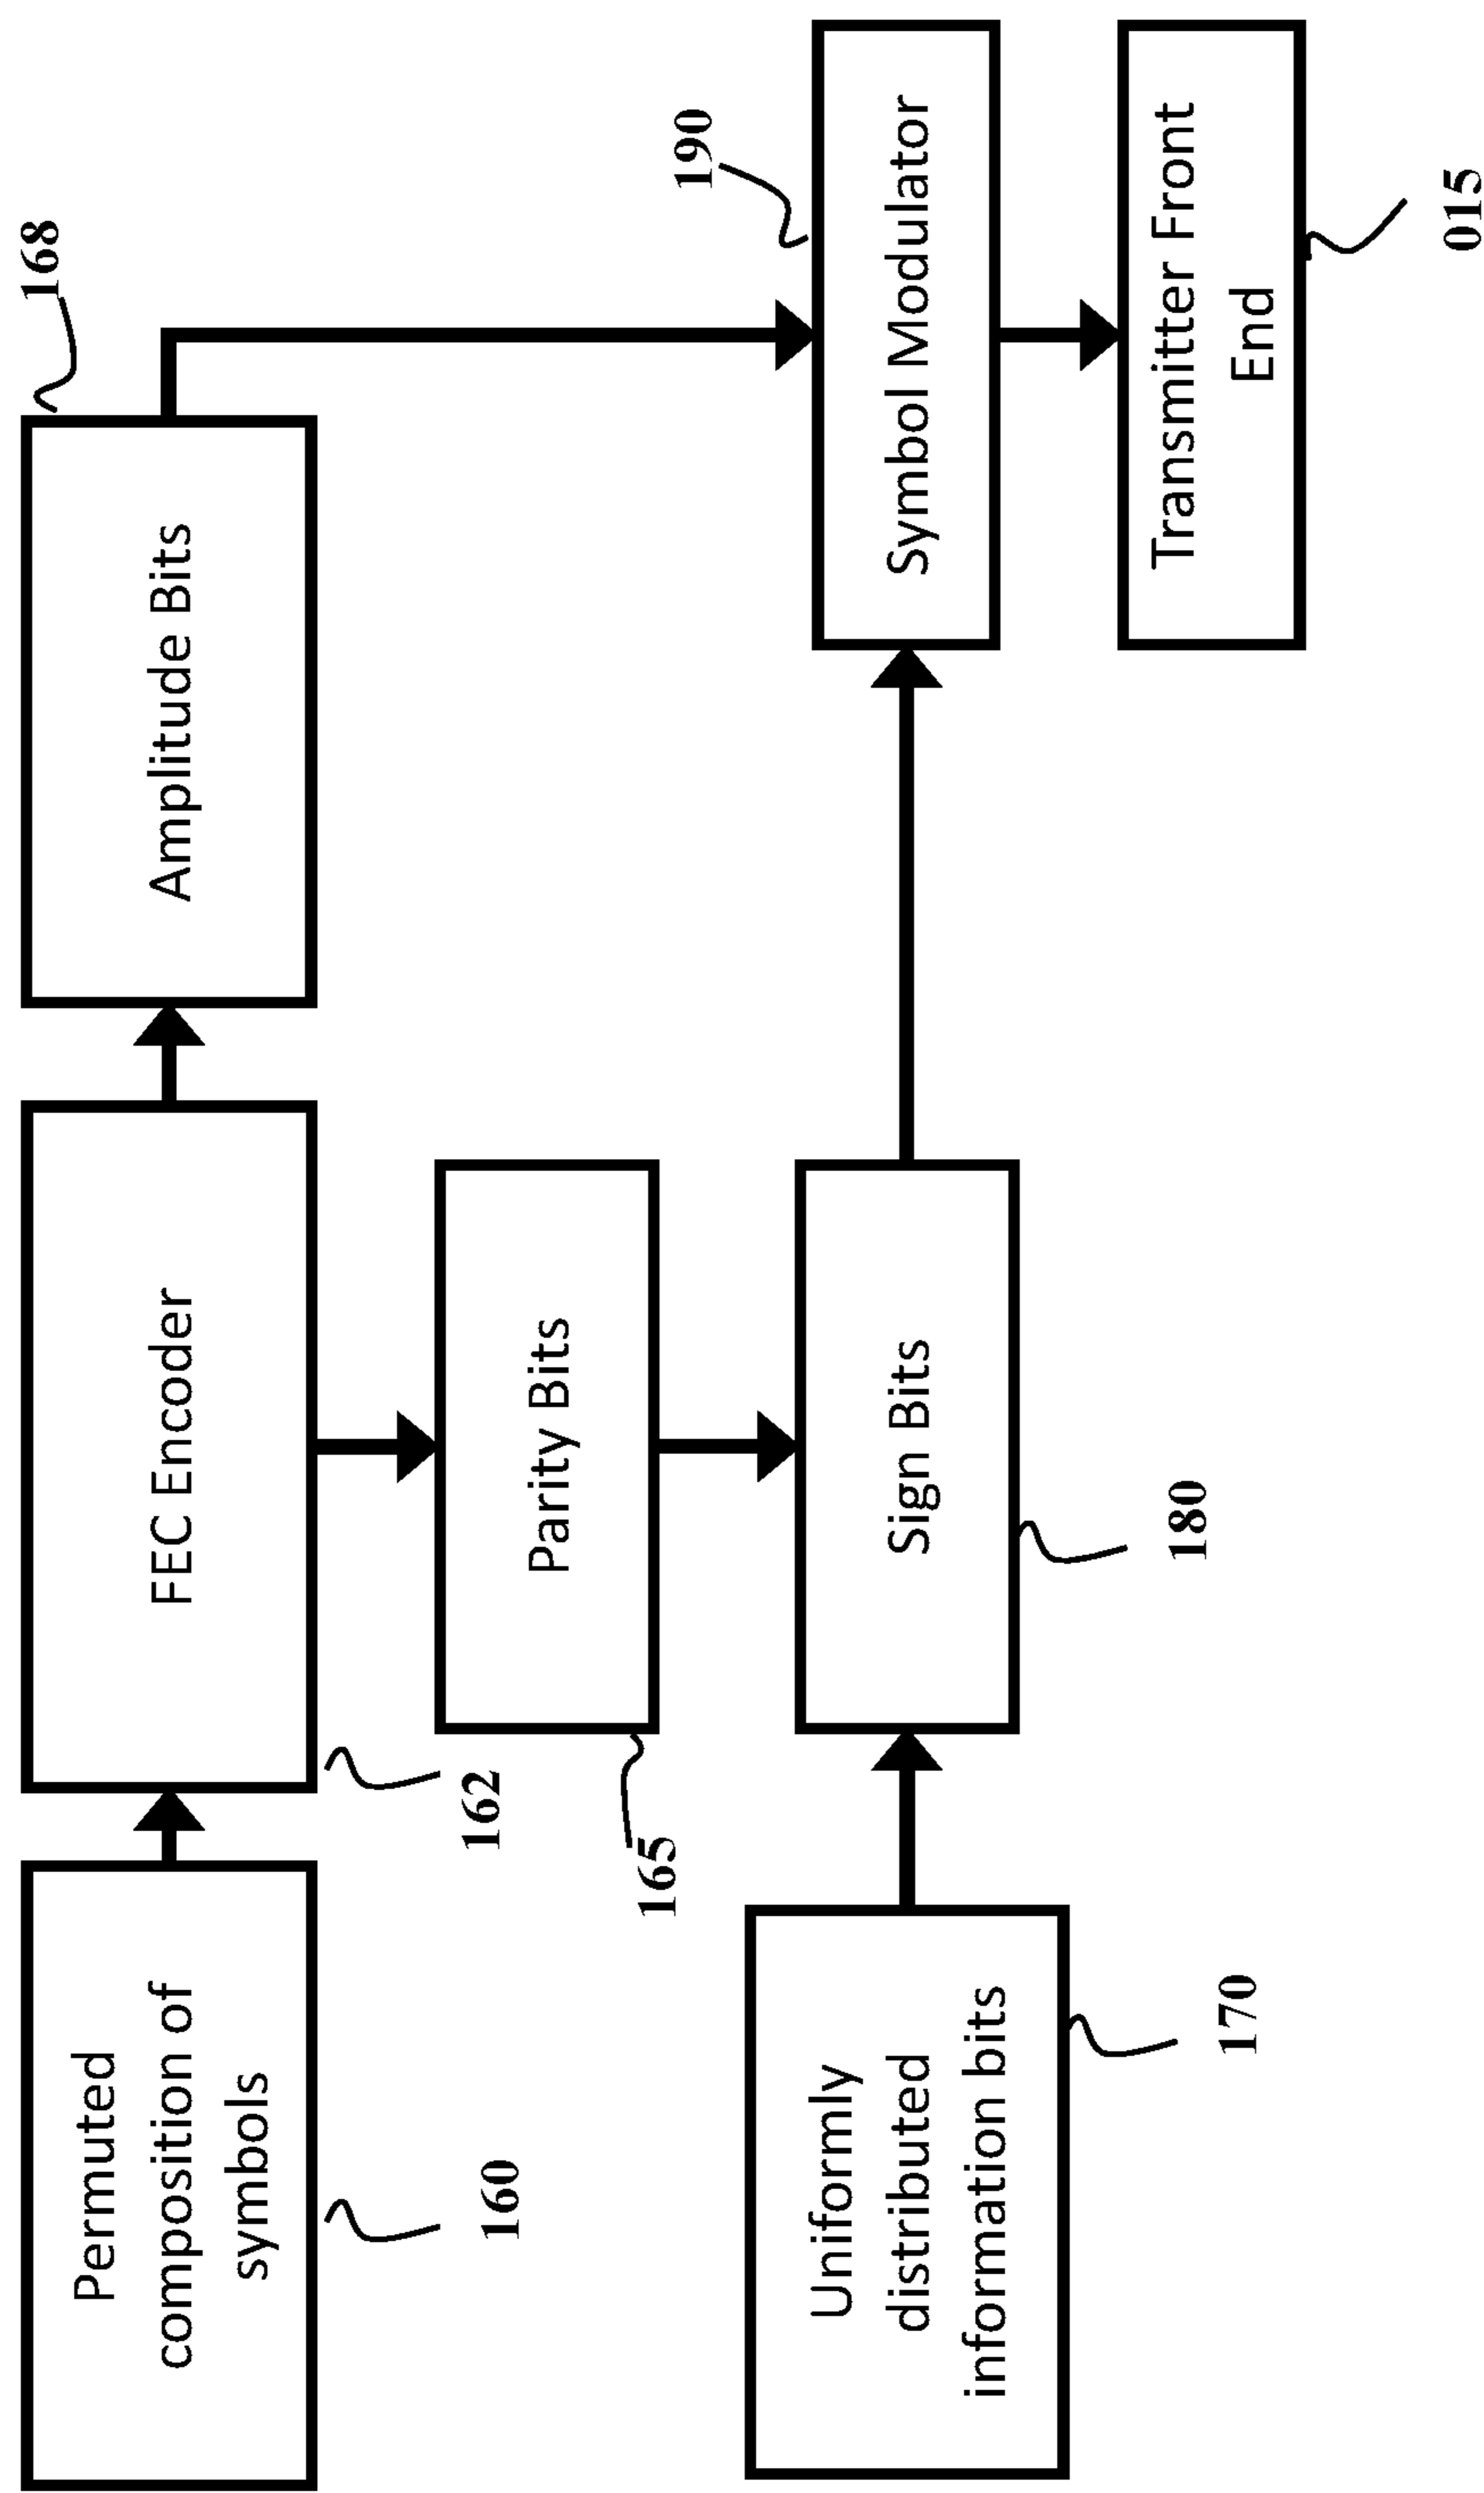 Permuted
composition of
symbols
160
FEC Encoder
162
Amplitude Bits
168
Parity Bits
165
Uniformly
distributed
information bits
170
Sign Bits
180
Symbol Modulator
190
Transmitter Front
End
015